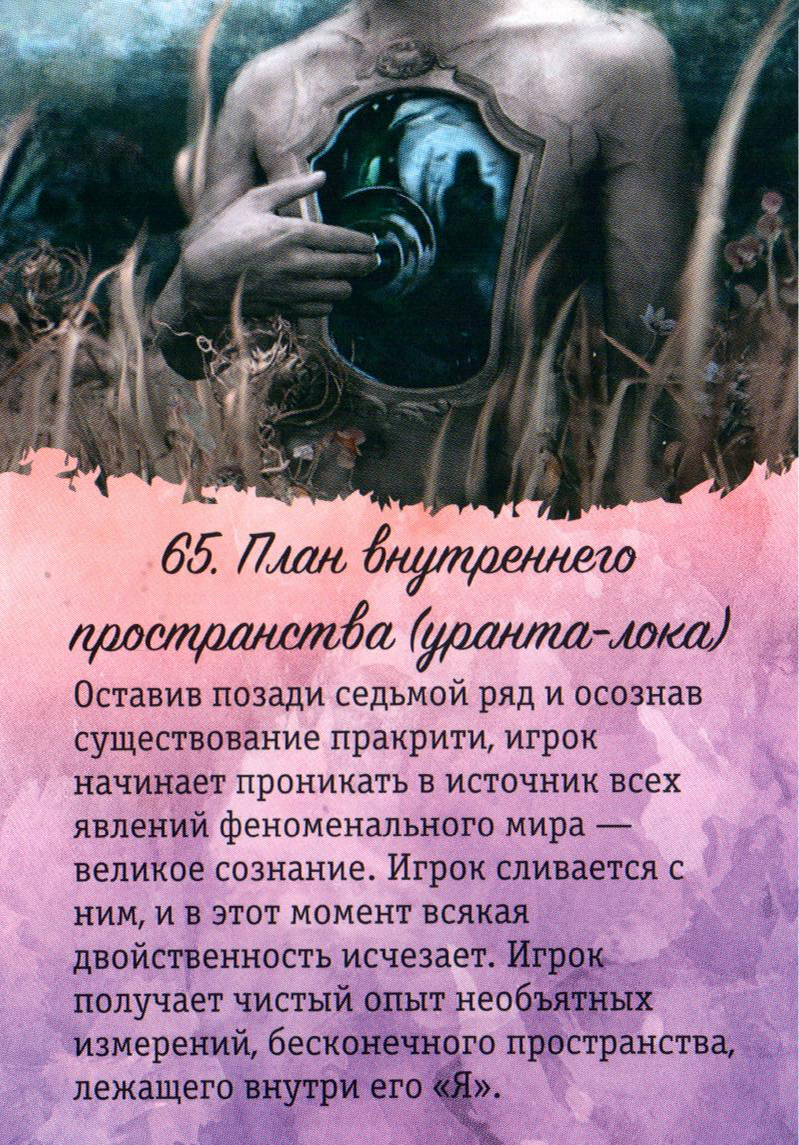 65. План внутреннего
пространства (уранта-лока)
Оставив позади седьмой ряд и осознав
существование пракрити, игрок
начинает проникать в источник всех
явлений феноменального мира —
великое сознание. Игрок сливается с
ним, и в этот момент всякая
двойственность исчезает. Игрок
получает чистый опыт необъятных
измерений, бесконечного пространства,
лежащего внутри его «Я».